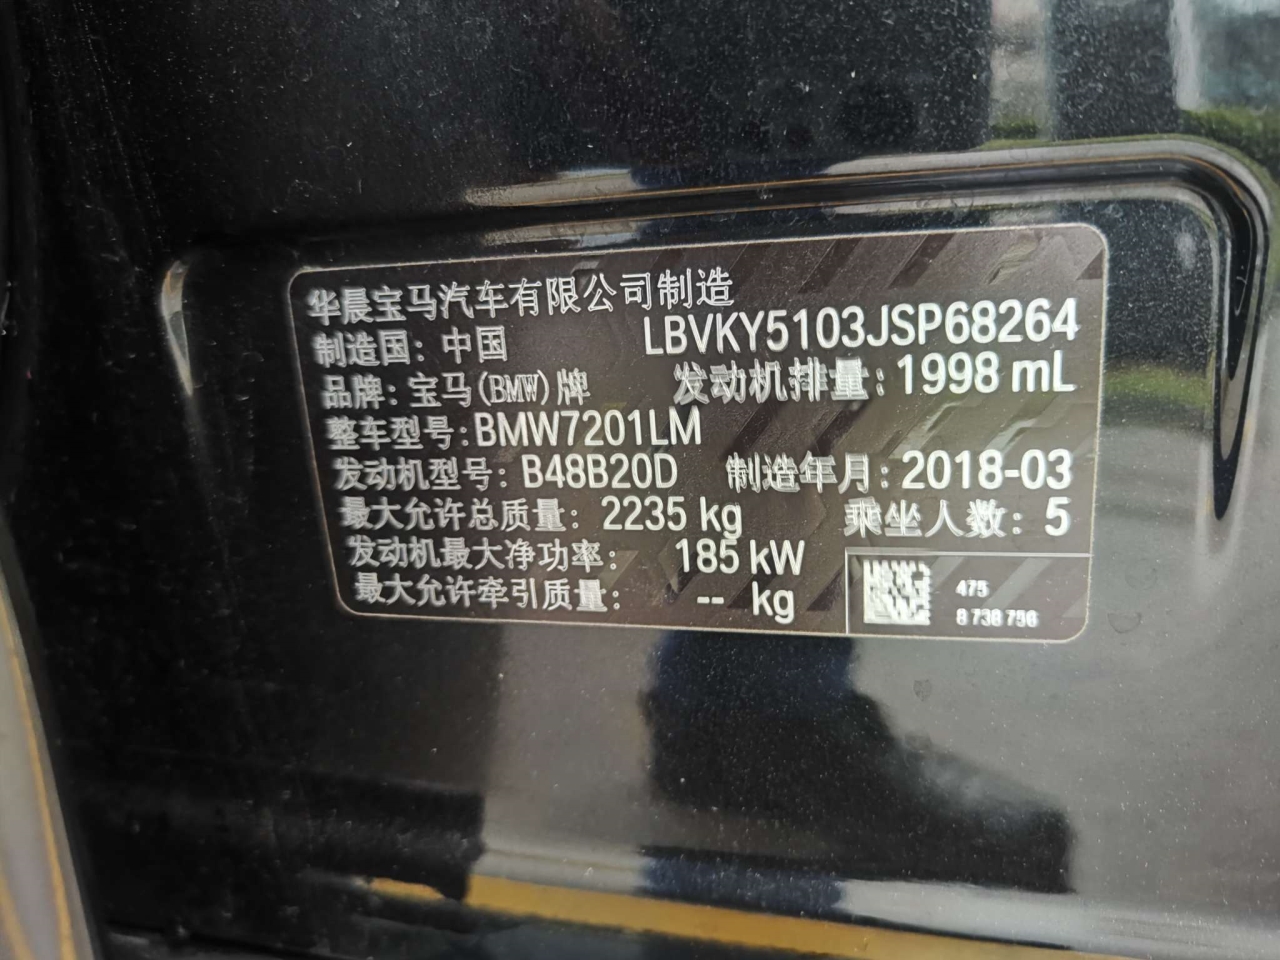 华晨宝马汽车有限公司制造
制造国：中国 LBVKY5103JSP68264
品牌：宝马(BMW)牌 发动机排量：1998 mL
整车型号：BMW7201LM
发动机型号：B48B20D 制造年月：2018-03
最大允许总质量：2235 kg 乘坐人数：5
发动机最大净功率：185 kW
最大允许牵引质量：-- kg
475
8 738 756